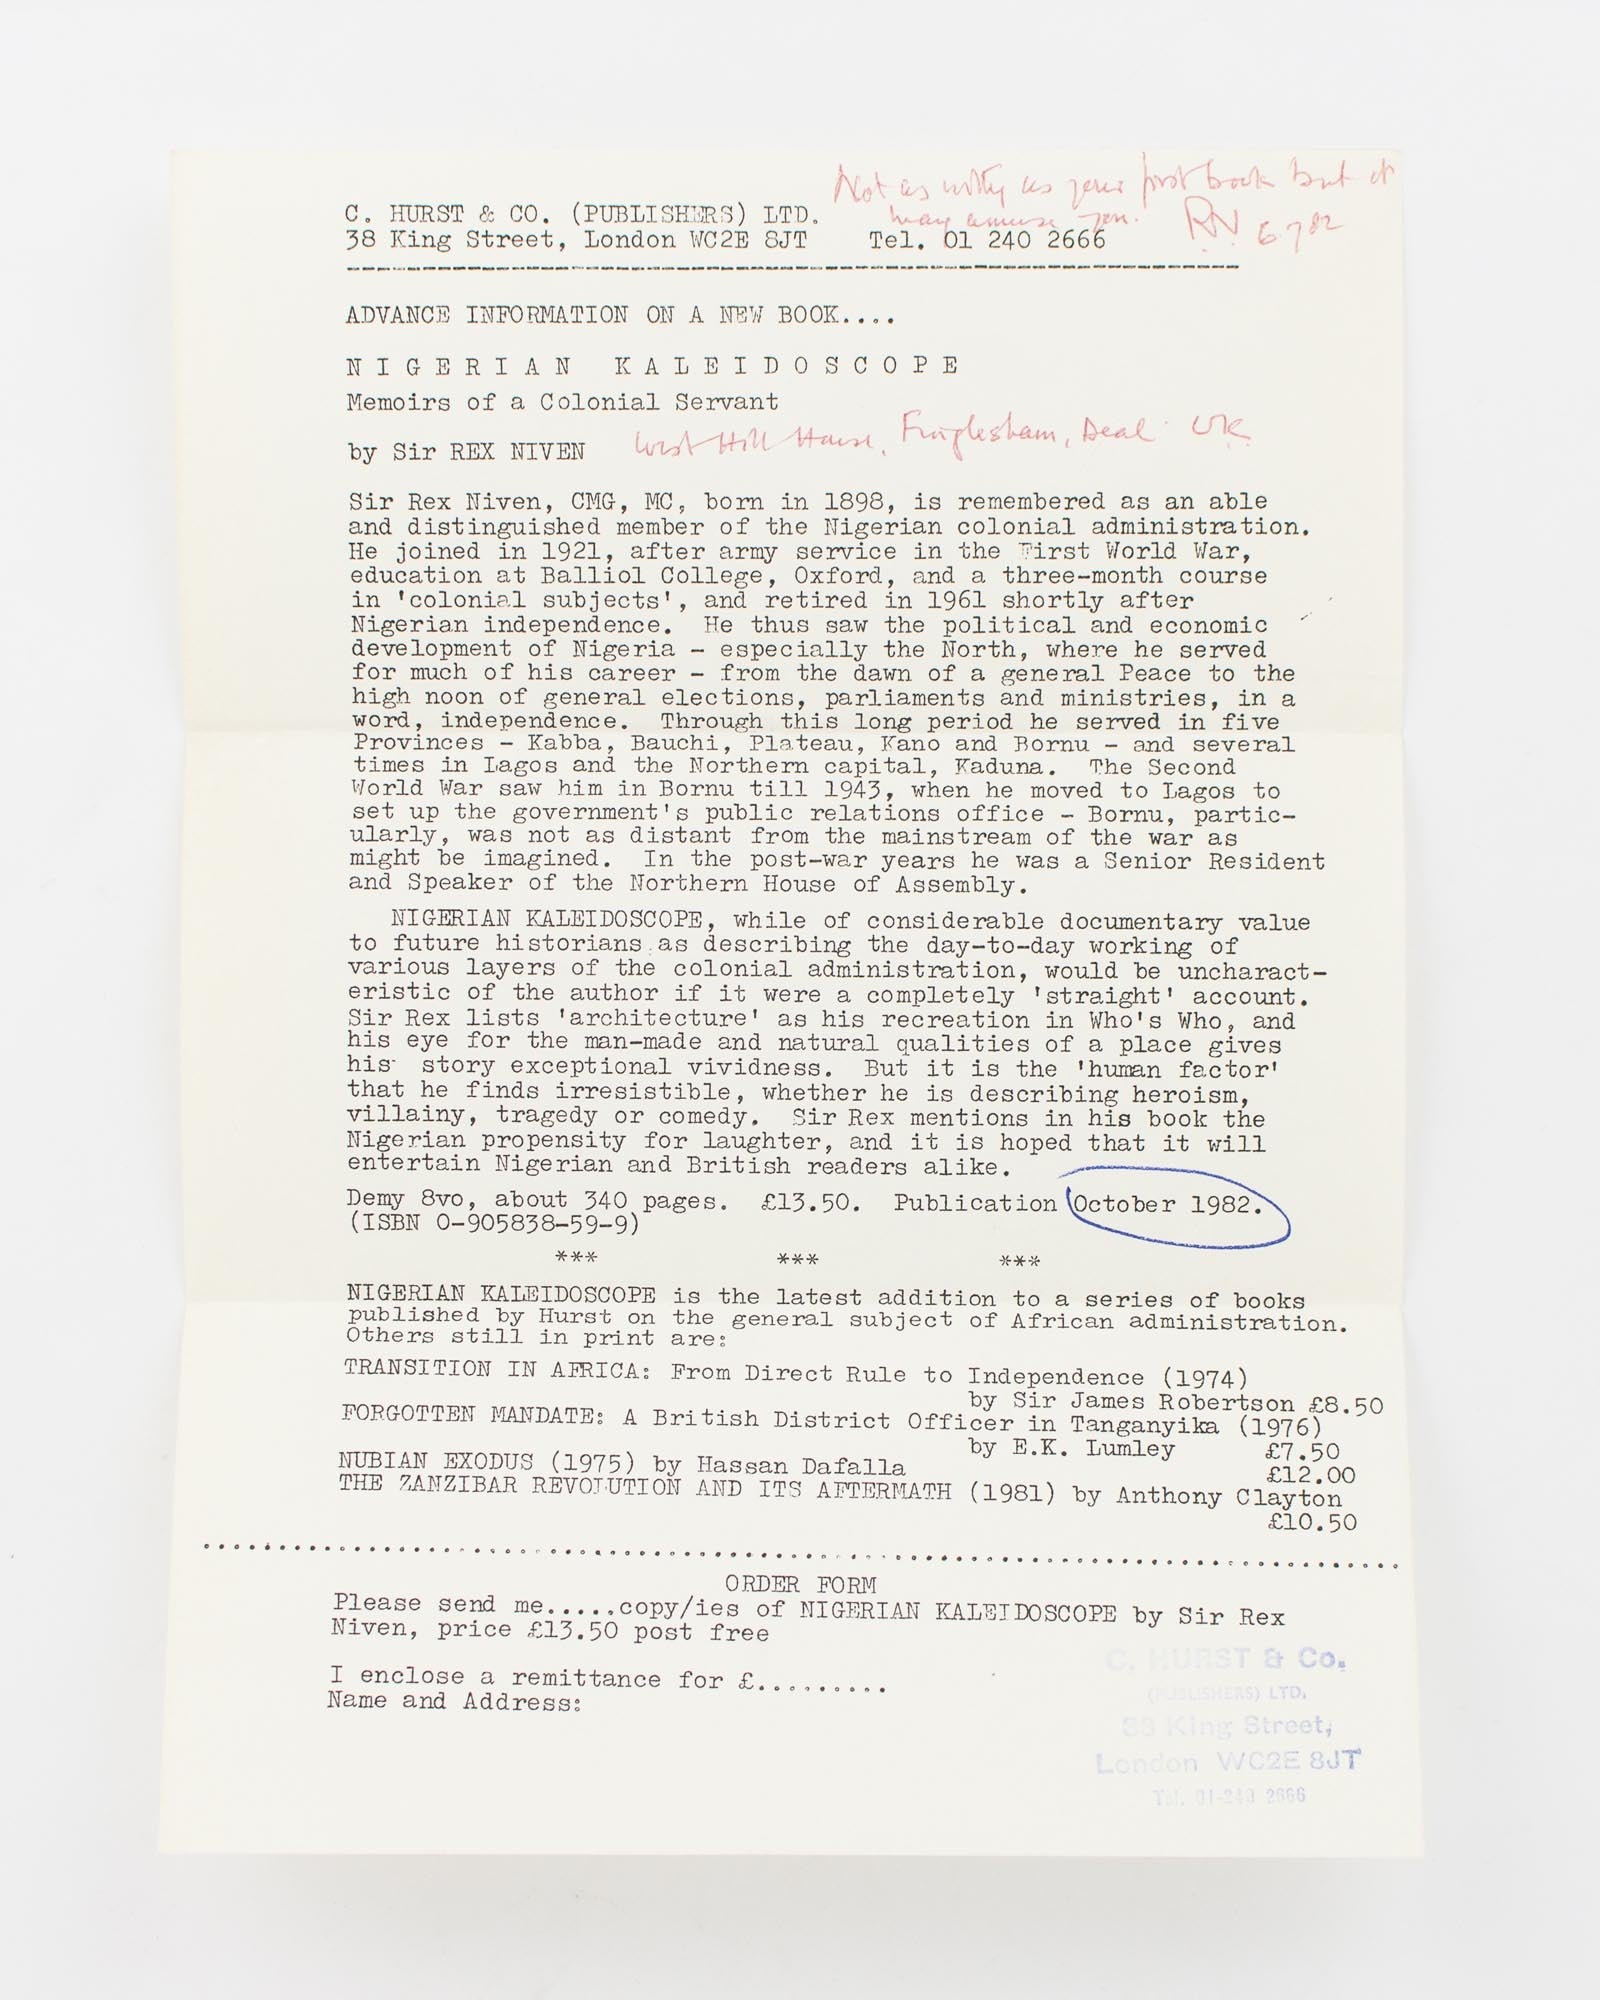 Not as witty as your first book but it
may amuse you. RN 6.7.82
C. HURST & CO. (PUBLISHERS) LTD.
38 King Street, London WC2E 8JT Tel. 01 240 2666
ADVANCE INFORMATION ON A NEW BOOK....
NIGERIAN KALEIDOSCOPE
Memoirs of a Colonial Servant
by Sir REX NIVEN West Hill House, Finglesham, Deal UK
Sir Rex Niven, CMG, MC, born in 1898, is remembered as an able
and distinguished member of the Nigerian colonial administration.
He joined in 1921, after army service in the First World War,
education at Balliol College, Oxford, and a three-month course
in 'colonial subjects', and retired in 1961 shortly after
Nigerian independence. He thus saw the political and economic
development of Nigeria - especially the North, where he served
for much of his career - from the dawn of a general Peace to the
high noon of general elections, parliaments and ministries, in a
word, independence. Through this long period he served in five
Provinces - Kabba, Bauchi, Plateau, Kano and Bornu - and several
times in Lagos and the Northern capital, Kaduna. The Second
World War saw him in Bornu till 1943, when he moved to Lagos to
set up the government's public relations office - Bornu, partic-
ularly, was not as distant from the mainstream of the war as
might be imagined. In the post-war years he was a Senior Resident
and Speaker of the Northern House of Assembly.
NIGERIAN KALEIDOSCOPE, while of considerable documentary value
to future historians as describing the day-to-day working of
various layers of the colonial administration, would be uncharact-
eristic of the author if it were a completely 'straight' account.
Sir Rex lists 'architecture' as his recreation in Who's Who, and
his eye for the man-made and natural qualities of a place gives
his story exceptional vividness. But it is the 'human factor'
that he finds irresistible, whether he is describing heroism,
villainy, tragedy or comedy. Sir Rex mentions in his book the
Nigerian propensity for laughter, and it is hoped that it will
entertain Nigerian and British readers alike.
Demy 8vo, about 340 pages. £13.50. Publication October 1982.
(ISBN 0-905838-59-9)
*** *** ***
NIGERIAN KALEIDOSCOPE is the latest addition to a series of books
published by Hurst on the general subject of African administration.
Others still in print are:
TRANSITION IN AFRICA: From Direct Rule to Independence (1974)
by Sir James Robertson £8.50
FORGOTTEN MANDATE: A British District Officer in Tanganyika (1976)
by E.K. Lumley £7.50
NUBIAN EXODUS (1975) by Hassan Dafalla £12.00
THE ZANZIBAR REVOLUTION AND ITS AFTERMATH (1981) by Anthony Clayton
£10.50
ORDER FORM
Please send me.....copy/ies of NIGERIAN KALEIDOSCOPE by Sir Rex
Niven, price £13.50 post free
I enclose a remittance for £.........
Name and Address:
C. HURST & Co.
(PUBLISHERS) LTD.
38 King Street,
London WC2E 8JT
Tel. 01-240 2666